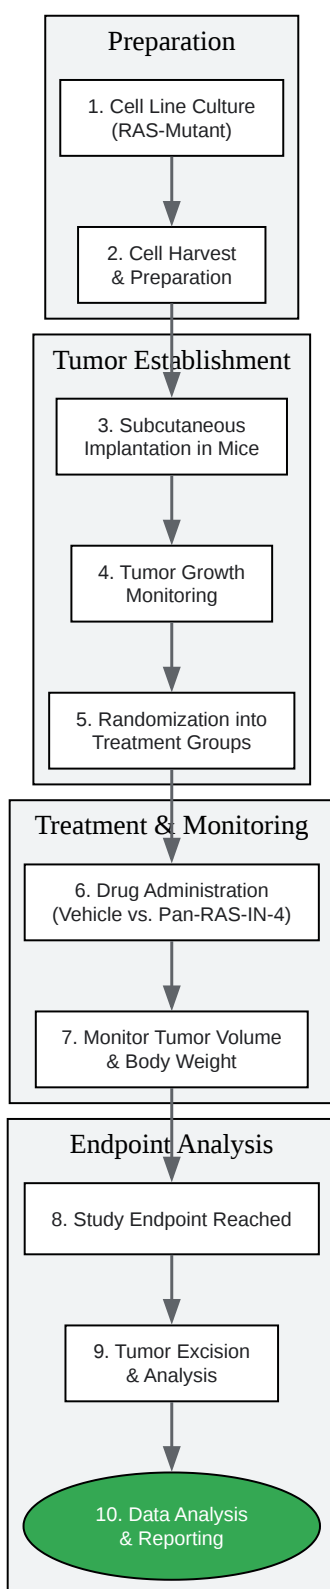 Preparation
1. Cell Line Culture
(RAS-Mutant)
2. Cell Harvest
& Preparation
Tumor Establishment
3. Subcutaneous
Implantation in Mice
4. Tumor Growth
Monitoring
5. Randomization into
Treatment Groups
Treatment & Monitoring
6. Drug Administration
(Vehicle vs. Pan-RAS-IN-4)
7. Monitor Tumor Volume
& Body Weight
Endpoint Analysis
8. Study Endpoint Reached
9. Tumor Excision
& Analysis
10. Data Analysis
& Reporting